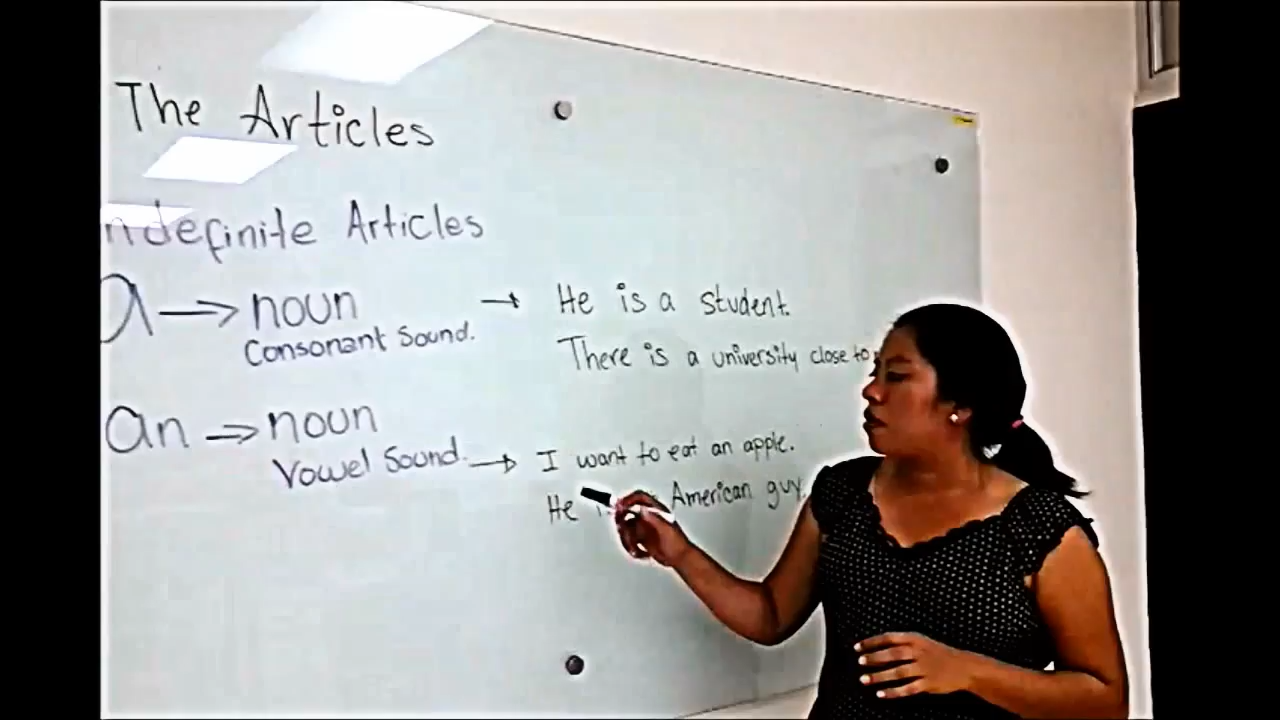 The Articles
ndefinite Articles
a → noun → He is a student.
Consonant Sound.
There is a university close to
an → noun
Vowel Sound. → I want to eat an apple.
He American guy.